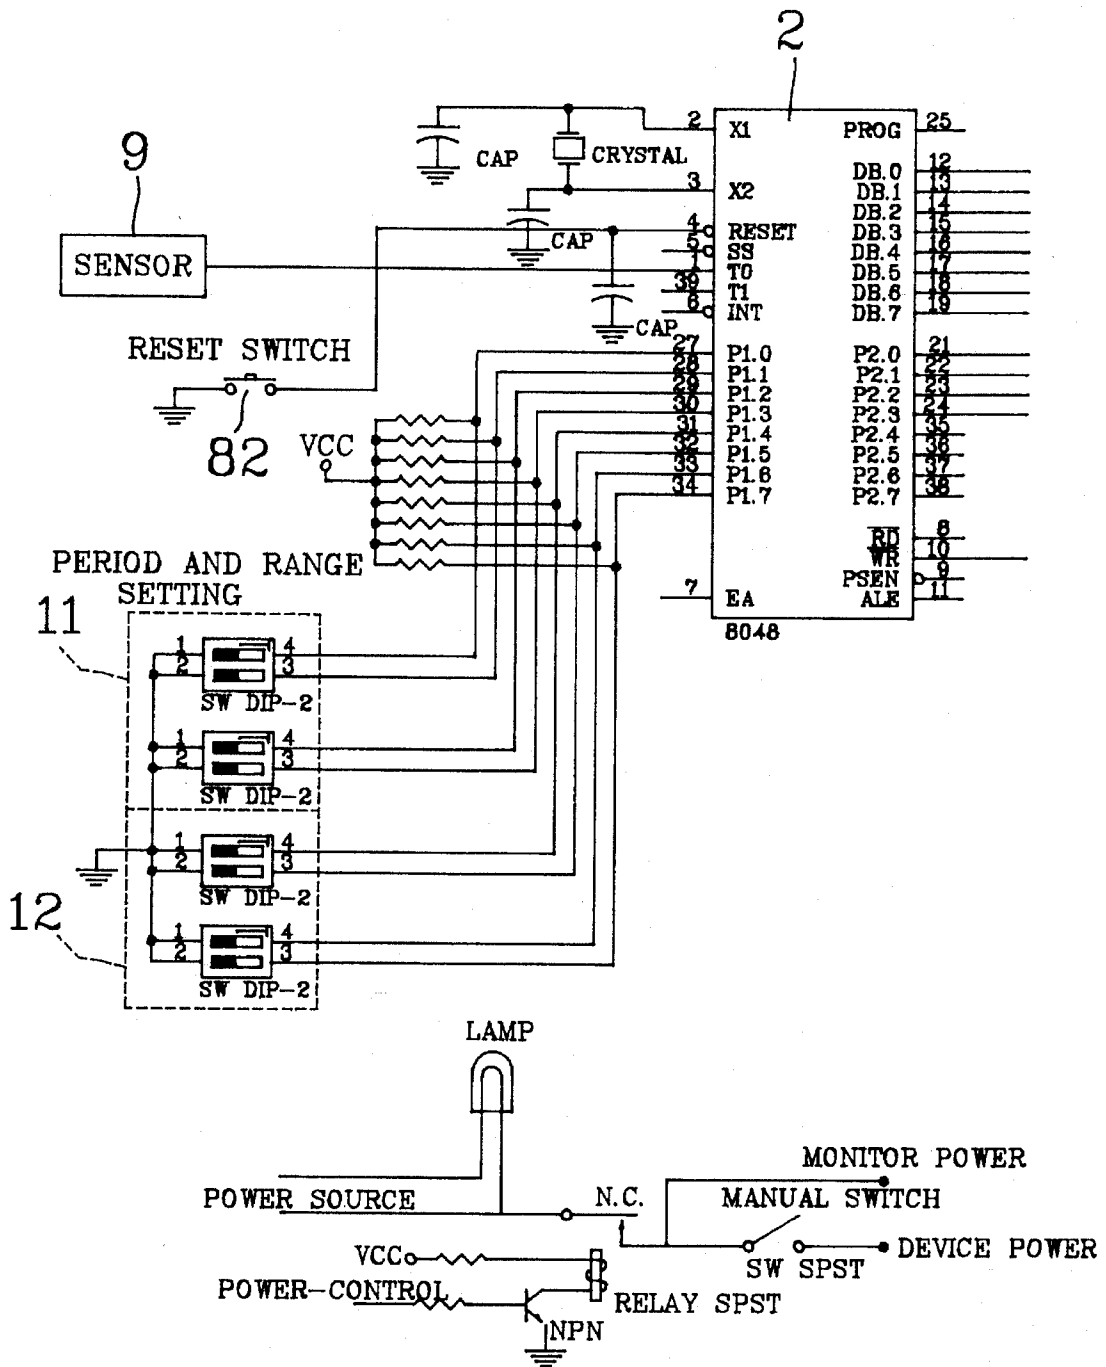 2
9
SENSOR
CAP
CRYSTAL
CAP
CAP
RESET SWITCH
82
VCC
2 X1
3 X2
4 RESET
5 SS
1 T0
39 T1
6 INT
27 P1.0
28 P1.1
29 P1.2
30 P1.3
31 P1.4
32 P1.5
33 P1.6
34 P1.7
7 EA
PROG 25
DB.0 12
DB.1 13
DB.2 14
DB.3 15
DB.4 16
DB.5 17
DB.6 18
DB.7 19
P2.0 21
P2.1 22
P2.2 23
P2.3 24
P2.4 35
P2.5 36
P2.6 37
P2.7 38
RD 8
WR 10
PSEN 9
ALE 11
8048
PERIOD AND RANGE
SETTING
11
1 4
2 3
SW DIP-2
1 4
2 3
SW DIP-2
1 4
2 3
SW DIP-2
12
1 4
2 3
SW DIP-2
LAMP
POWER SOURCE
N.C.
MONITOR POWER
MANUAL SWITCH
DEVICE POWER
SW SPST
VCC
POWER-CONTROL
RELAY SPST
NPN